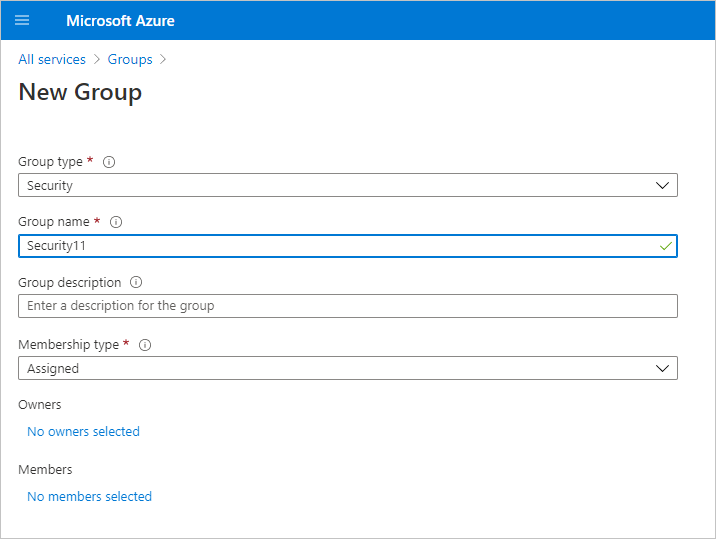 Microsoft Azure
All services > Groups >
New Group
Group type *
Security
Group name *
Security11
Group description
Enter a description for the group
Membership type *
Assigned
Owners
No owners selected
Members
No members selected